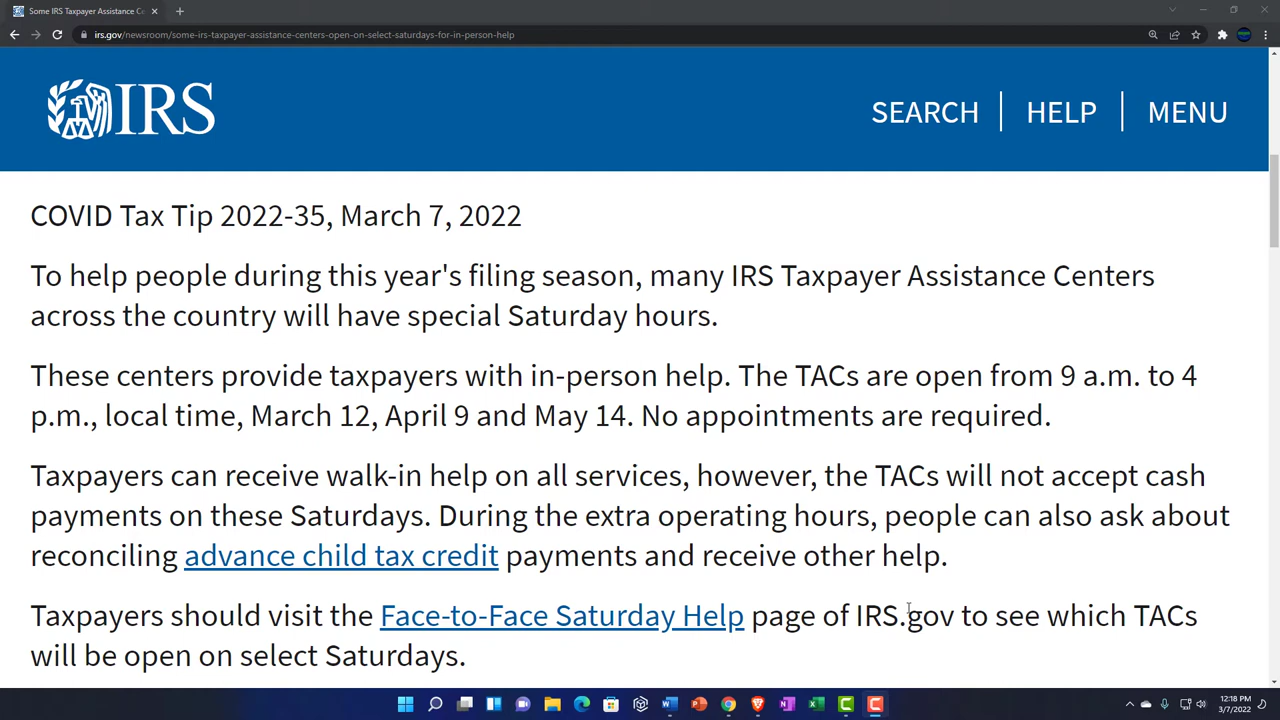 Some IRS Taxpayer Assistance Ce
irs.gov/newsroom/some-irs-taxpayer-assistance-centers-open-on-select-saturdays-for-in-person-help
IRS
SEARCH HELP MENU
COVID Tax Tip 2022-35, March 7, 2022
To help people during this year's filing season, many IRS Taxpayer Assistance Centers
across the country will have special Saturday hours.
These centers provide taxpayers with in-person help. The TACs are open from 9 a.m. to 4
p.m., local time, March 12, April 9 and May 14. No appointments are required.
Taxpayers can receive walk-in help on all services, however, the TACs will not accept cash
payments on these Saturdays. During the extra operating hours, people can also ask about
reconciling advance child tax credit payments and receive other help.
Taxpayers should visit the Face-to-Face Saturday Help page of IRS.gov to see which TACs
will be open on select Saturdays.
12:18 PM
3/7/2022